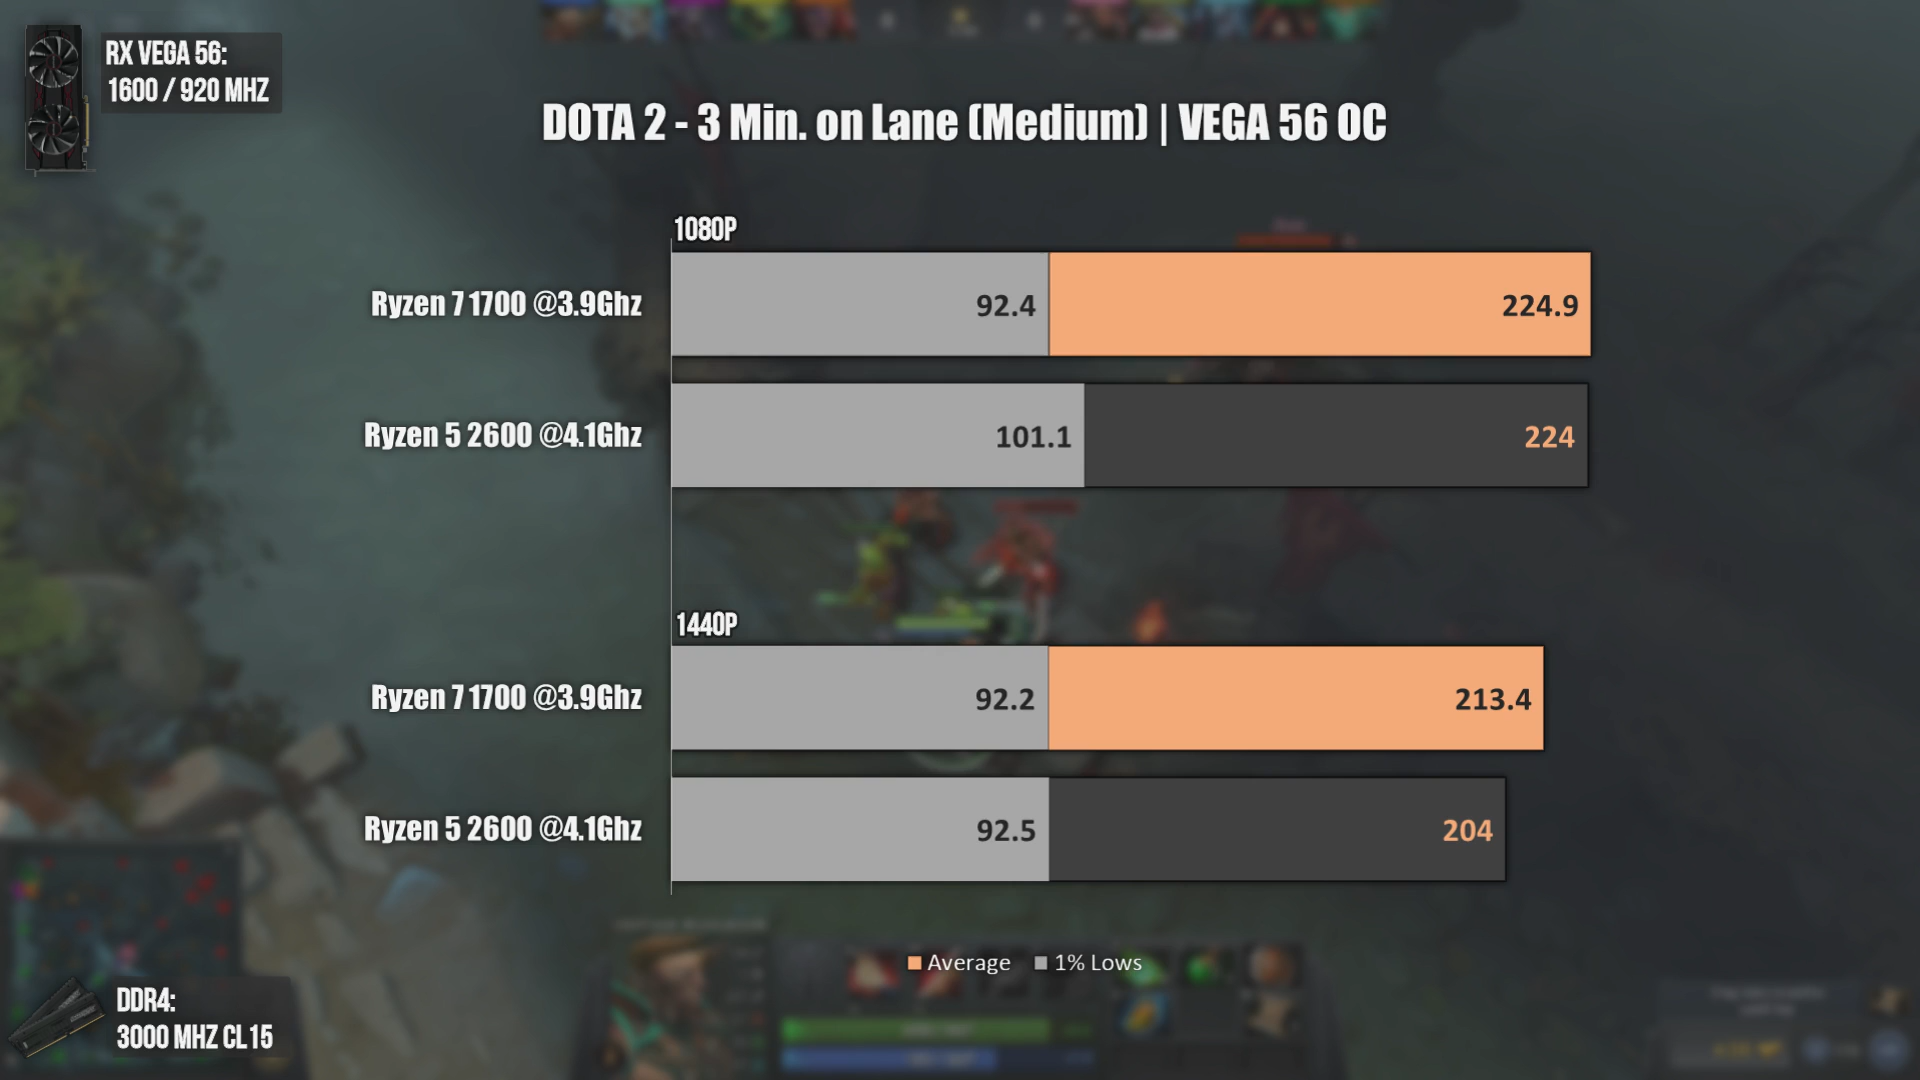 RX VEGA 56:
1600 / 920 MHZ
DOTA 2 - 3 Min. on Lane (Medium) | VEGA 56 OC
1080P
Ryzen 7 1700 @3.9Ghz
92.4
224.9
Ryzen 5 2600 @4.1Ghz
101.1
224
1440P
Ryzen 7 1700 @3.9Ghz
92.2
213.4
Ryzen 5 2600 @4.1Ghz
92.5
204
Average
1% Lows
DDR4:
3000 MHZ CL15